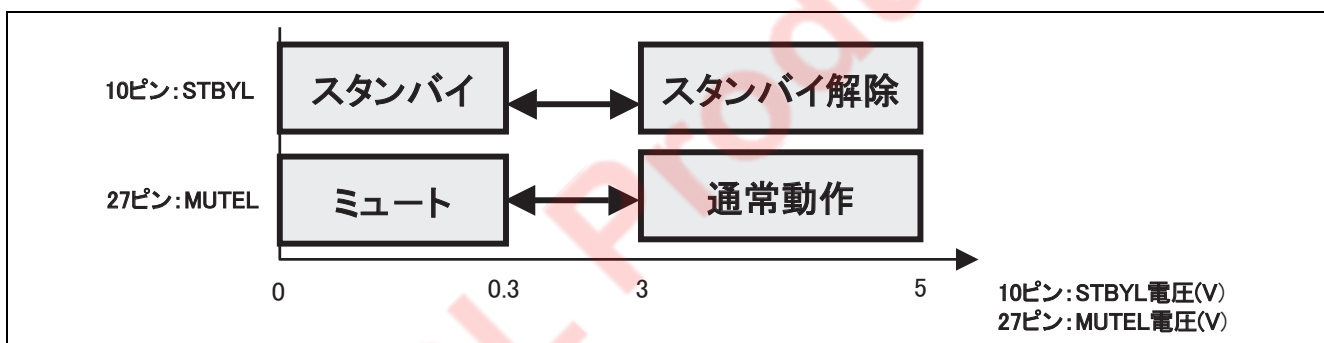 10ピン:STBYL
スタンバイ
スタンバイ解除
27ピン:MUTEL
ミュート
通常動作
0
0.3
3
5
10ピン:STBYL電圧(V)
27ピン:MUTEL電圧(V)
L Produ